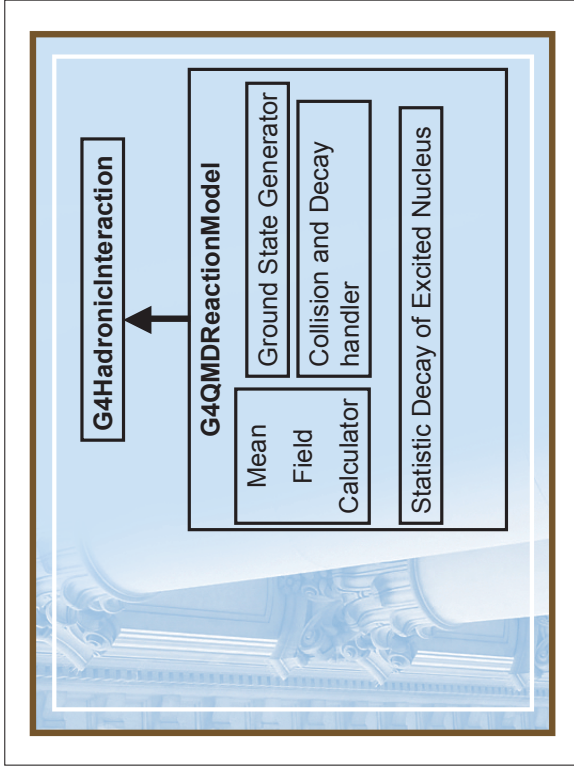 G4HadronicInteraction
G4QMDReactionModel
Mean
Field
Calculator
Ground State Generator
Collision and Decay
handler
Statistic Decay of Excited Nucleus